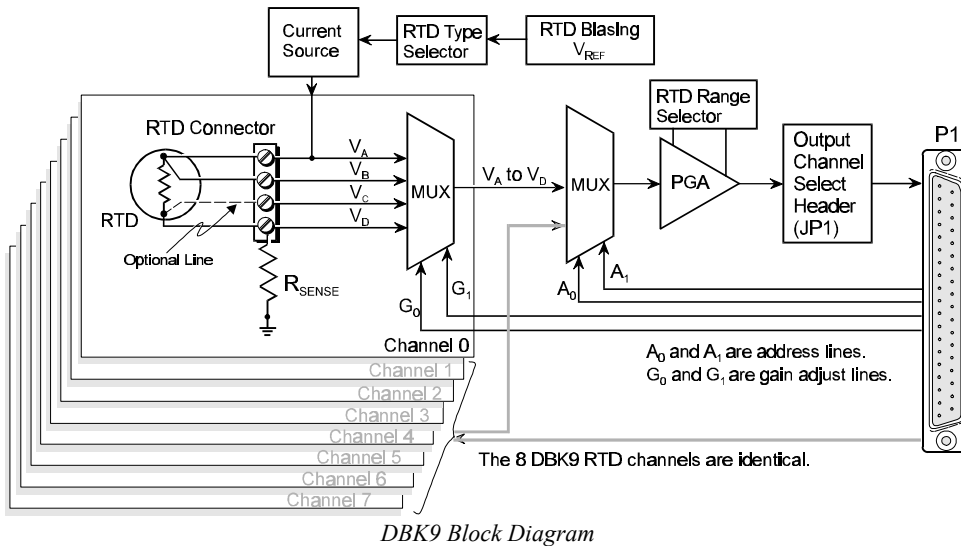 Current
Source
RTD Type
Selector
RTD Biasing
VREF
RTD Connector
VA
VB
VC
VD
RTD
Optional Line
RSENSE
MUX
G0
G1
VA to VD
MUX
A0
A1
RTD Range
Selector
PGA
Output
Channel
Select
Header
(JP1)
P1
Channel 0
Channel 1
Channel 2
Channel 3
Channel 4
Channel 5
Channel 6
Channel 7
A0 and A1 are address lines.
G0 and G1 are gain adjust lines.
The 8 DBK9 RTD channels are identical.
DBK9 Block Diagram